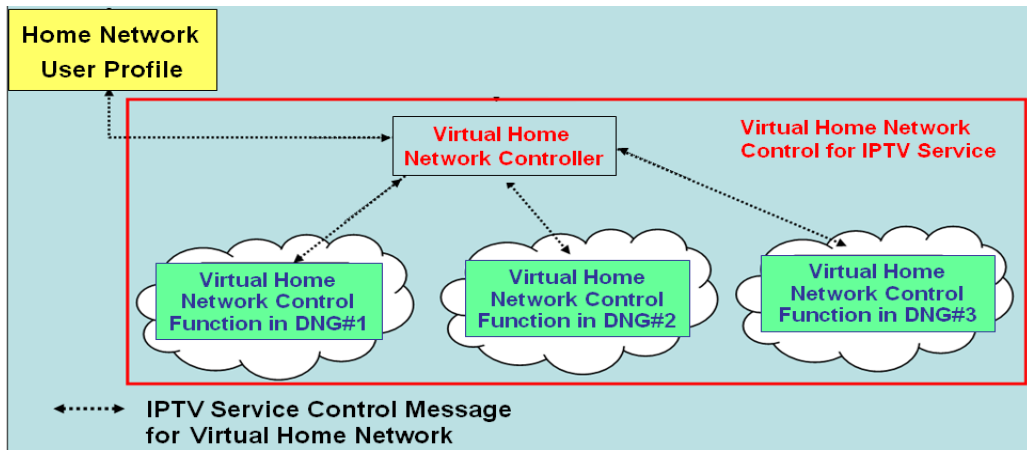 Home Network
User Profile
Virtual Home
Network Controller
Virtual Home Network
Control for IPTV Service
Virtual Home
Network Control
Function in DNG#1
Virtual Home
Network Control
Function in DNG#2
Virtual Home
Network Control
Function in DNG#3
IPTV Service Control Message
for Virtual Home Network